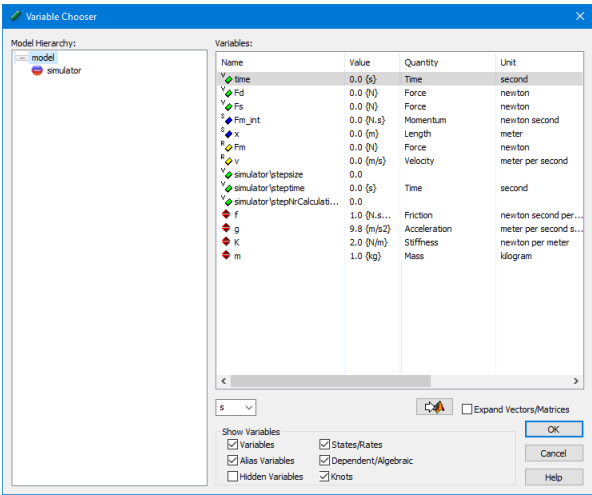 Variable Chooser
Model Hierarchy:
model
simulator
Variables:
Name Value Quantity Unit
V time 0.0 {s} Time second
V Fd 0.0 {N} Force newton
V Fs 0.0 {N} Force newton
S Fm_int 0.0 {N.s} Momentum newton second
S x 0.0 {m} Length meter
R Fm 0.0 {N} Force newton
R v 0.0 {m/s} Velocity meter per second
V simulator\stepsize 0.0
V simulator\steptime 0.0 {s} Time second
V simulator\stepNrCalculati... 0.0
f 1.0 {N.s... Friction newton second per...
g 9.8 {m/s2} Acceleration meter per second s...
K 2.0 {N/m} Stiffness newton per meter
m 1.0 {kg} Mass kilogram
s
Expand Vectors/Matrices
Show Variables
Variables States/Rates
Alias Variables Dependent/Algebraic
Hidden Variables Knots
OK
Cancel
Help